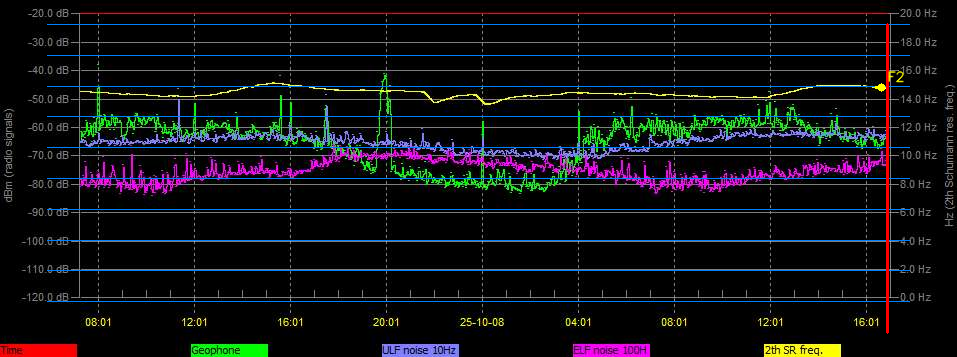 -20.0 dB 20.0 Hz
-30.0 dB 18.0 Hz
-40.0 dB 16.0 Hz
F2
-50.0 dB 14.0 Hz
-60.0 dB 12.0 Hz
-70.0 dB 10.0 Hz
-80.0 dB 8.0 Hz
-90.0 dB 6.0 Hz
-100.0 dB 4.0 Hz
-110.0 dB 2.0 Hz
-120.0 dB 0.0 Hz
dBm (radio signals)
Hz (2th Schumann res. freq.)
08:01 12:01 16:01 20:01 25-10-08 04:01 08:01 12:01 16:01
Time Geophone ULF noise 10Hz ELF noise 100H 2th SR freq.